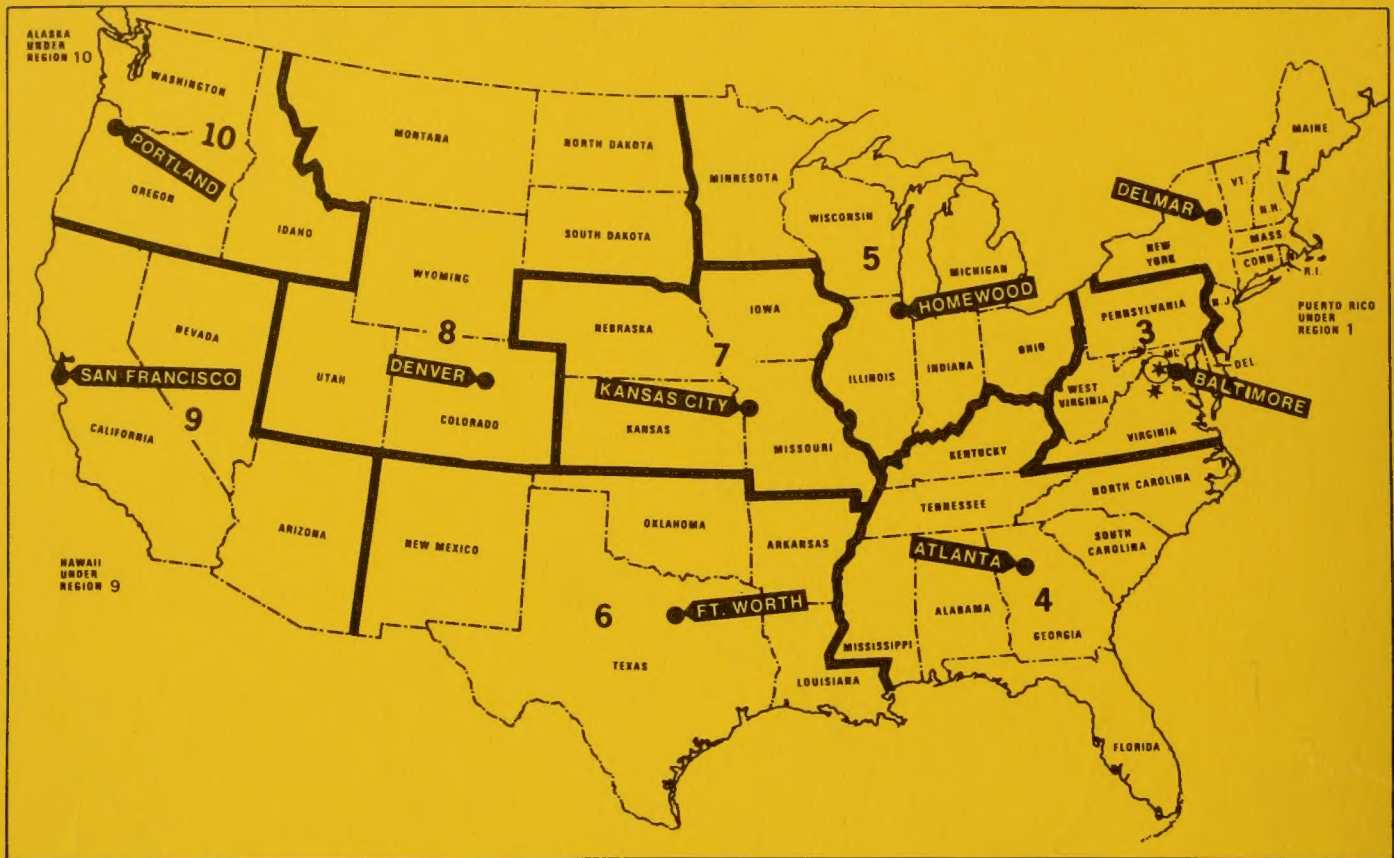 ALASKA
UNDER
REGION 10
WASHINGTON
10
PORTLAND
OREGON
IDAHO
MONTANA
NORTH DAKOTA
MINNESOTA
SOUTH DAKOTA
WYOMING
WISCONSIN
5
MICHIGAN
HOMEWOOD
MAINE
1
VT.
N.H.
DELMAR
NEW
YORK
MASS.
CONN
R.I.
PUERTO RICO
UNDER
REGION 1
N.J.
PENNSYLVANIA
3
DEL.
BALTIMORE
WEST
VIRGINIA
VIRGINIA
NEVADA
SAN FRANCISCO
9
CALIFORNIA
UTAH
8
DENVER
COLORADO
NEBRASKA
IOWA
7
KANSAS CITY
KANSAS
MISSOURI
ILLINOIS
INDIANA
OHIO
KENTUCKY
TENNESSEE
NORTH CAROLINA
SOUTH
CAROLINA
ATLANTA
4
ALABAMA
GEORGIA
MISSISSIPPI
FLORIDA
ARIZONA
NEW MEXICO
OKLAHOMA
ARKANSAS
6
FT. WORTH
TEXAS
LOUISIANA
HAWAII
UNDER
REGION 9